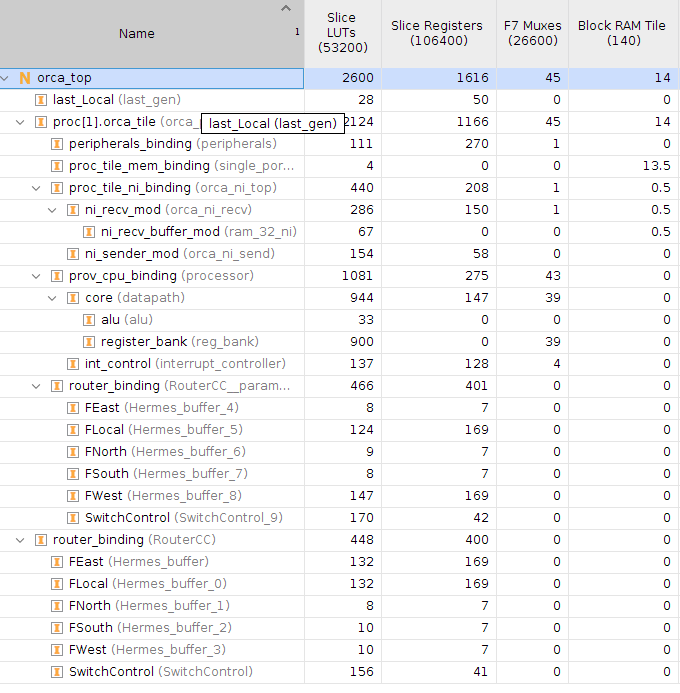 Name 1 Slice LUTs (53200) Slice Registers (106400) F7 Muxes (26600) Block RAM Tile (140)
N orca_top 2600 1616 45 14
I last_Local (last_gen) 28 50 0 0
I proc[1].orca_tile (orca_ last_Local (last_gen) 2124 1166 45 14
I peripherals_binding (peripherals) 111 270 1 0
I proc_tile_mem_binding (single_por... 4 0 0 13.5
I proc_tile_ni_binding (orca_ni_top) 440 208 1 0.5
I ni_recv_mod (orca_ni_recv) 286 150 1 0.5
I ni_recv_buffer_mod (ram_32_ni) 67 0 0 0.5
I ni_sender_mod (orca_ni_send) 154 58 0 0
I prov_cpu_binding (processor) 1081 275 43 0
I core (datapath) 944 147 39 0
I alu (alu) 33 0 0 0
I register_bank (reg_bank) 900 0 39 0
I int_control (interrupt_controller) 137 128 4 0
I router_binding (RouterCC__param... 466 401 0 0
I FEast (Hermes_buffer_4) 8 7 0 0
I FLocal (Hermes_buffer_5) 124 169 0 0
I FNorth (Hermes_buffer_6) 9 7 0 0
I FSouth (Hermes_buffer_7) 8 7 0 0
I FWest (Hermes_buffer_8) 147 169 0 0
I SwitchControl (SwitchControl_9) 170 42 0 0
I router_binding (RouterCC) 448 400 0 0
I FEast (Hermes_buffer) 132 169 0 0
I FLocal (Hermes_buffer_0) 132 169 0 0
I FNorth (Hermes_buffer_1) 8 7 0 0
I FSouth (Hermes_buffer_2) 10 7 0 0
I FWest (Hermes_buffer_3) 10 7 0 0
I SwitchControl (SwitchControl) 156 41 0 0